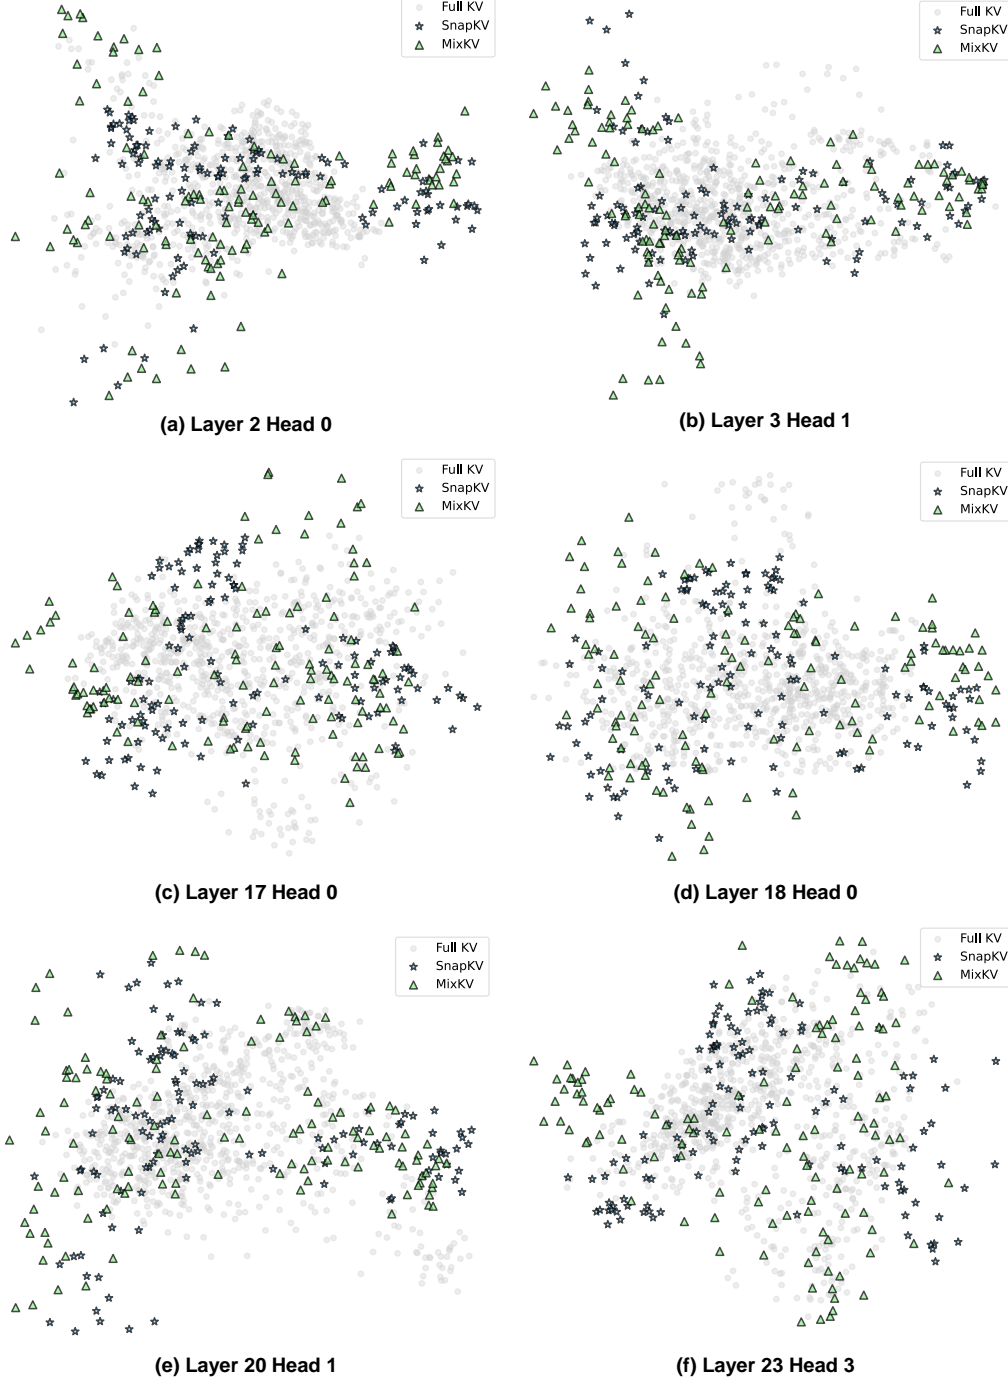 Full KV
SnapKV
MixKV
Full KV
SnapKV
MixKV
(a) Layer 2 Head 0
(b) Layer 3 Head 1
Full KV
SnapKV
MixKV
Full KV
SnapKV
MixKV
(c) Layer 17 Head 0
(d) Layer 18 Head 0
Full KV
SnapKV
MixKV
Full KV
SnapKV
MixKV
(e) Layer 20 Head 1
(f) Layer 23 Head 3